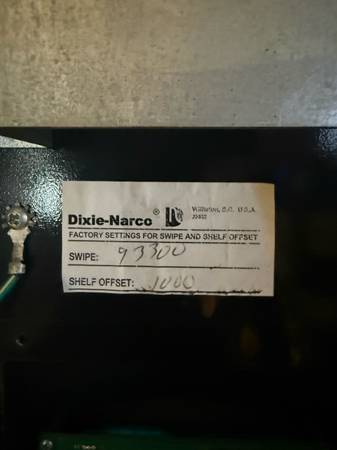 Dixie-Narco®
Williston, S.C. U.S.A.
29853
FACTORY SETTINGS FOR SWIPE AND SHELF OFFSET
SWIPE: 93300
SHELF OFFSET: 1000